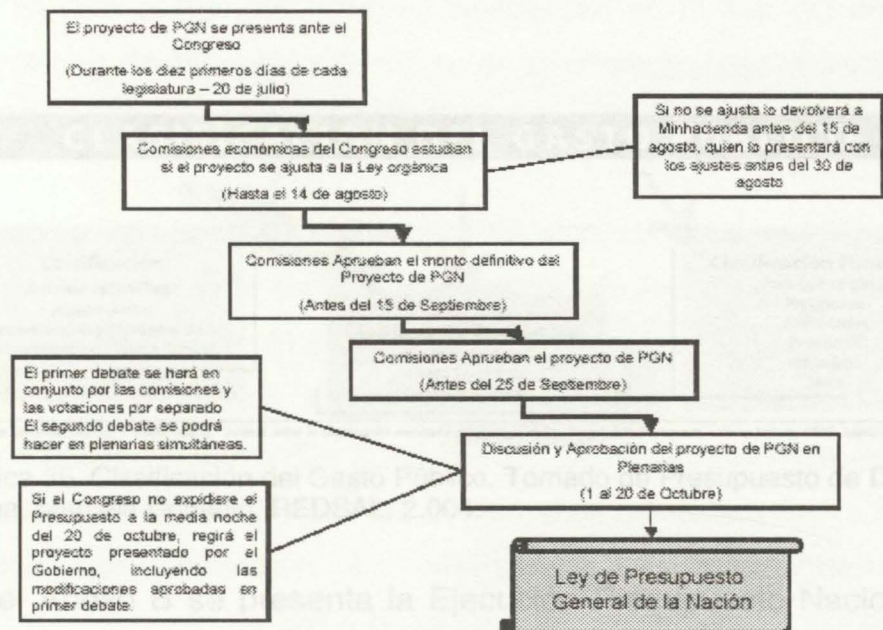 El proyecto de PGN se presenta ante el
Congreso
(Durante los diez primeros días de cada
legislatura – 20 de julio)
Si no se ajusta lo devolverá a
Minhacienda antes del 15 de
agosto, quien lo presentará con
los ajustes antes del 30 de
agosto
Comisiones económicas del Congreso estudian
si el proyecto se ajusta a la Ley orgánica
(Hasta el 14 de agosto)
Comisiones Aprueban el monto definitivo del
Proyecto de PGN
(Antes del 15 de Septiembre)
Comisiones Aprueban el proyecto de PGN
(Antes del 25 de Septiembre)
El primer debate se hará en
conjunto por las comisiones y
las votaciones por separado
El segundo debate se podrá
hacer en plenarias simultáneas.
Discusión y Aprobación del proyecto de PGN en
Plenarias
(1 al 20 de Octubre)
Si el Congreso no expidiere el
Presupuesto a la media noche
del 20 de octubre, regirá el
proyecto presentado por el
Gobierno, incluyendo las
modificaciones aprobadas en
primer debate.
Ley de Presupuesto
General de la Nación